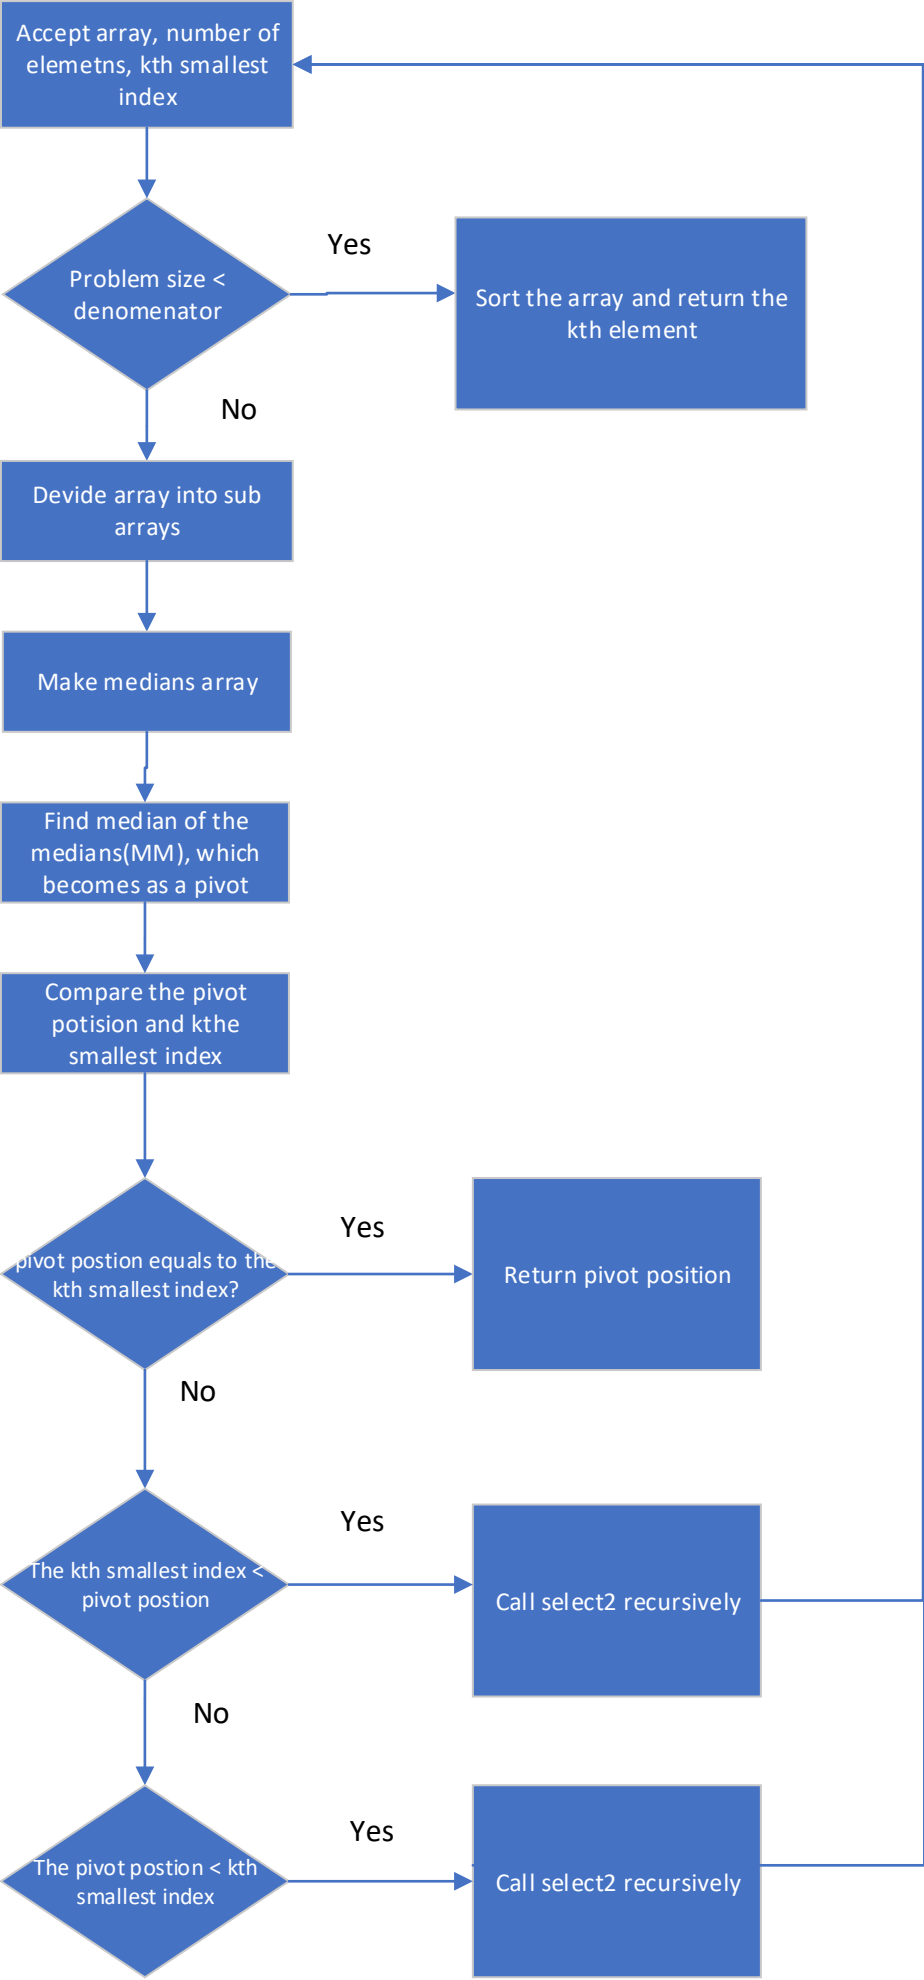 Accept array, number of
elemetns, kth smallest
index
Problem size <
denomenator
Yes
Sort the array and return the
kth element
No
Devide array into sub
arrays
Make medians array
Find median of the
medians(MM), which
becomes as a pivot
Compare the pivot
potision and kthe
smallest index
pivot postion equals to the
kth smallest index?
Yes
Return pivot position
No
The kth smallest index <
pivot postion
Yes
Call select2 recursively
No
The pivot postion < kth
smallest index
Yes
Call select2 recursively